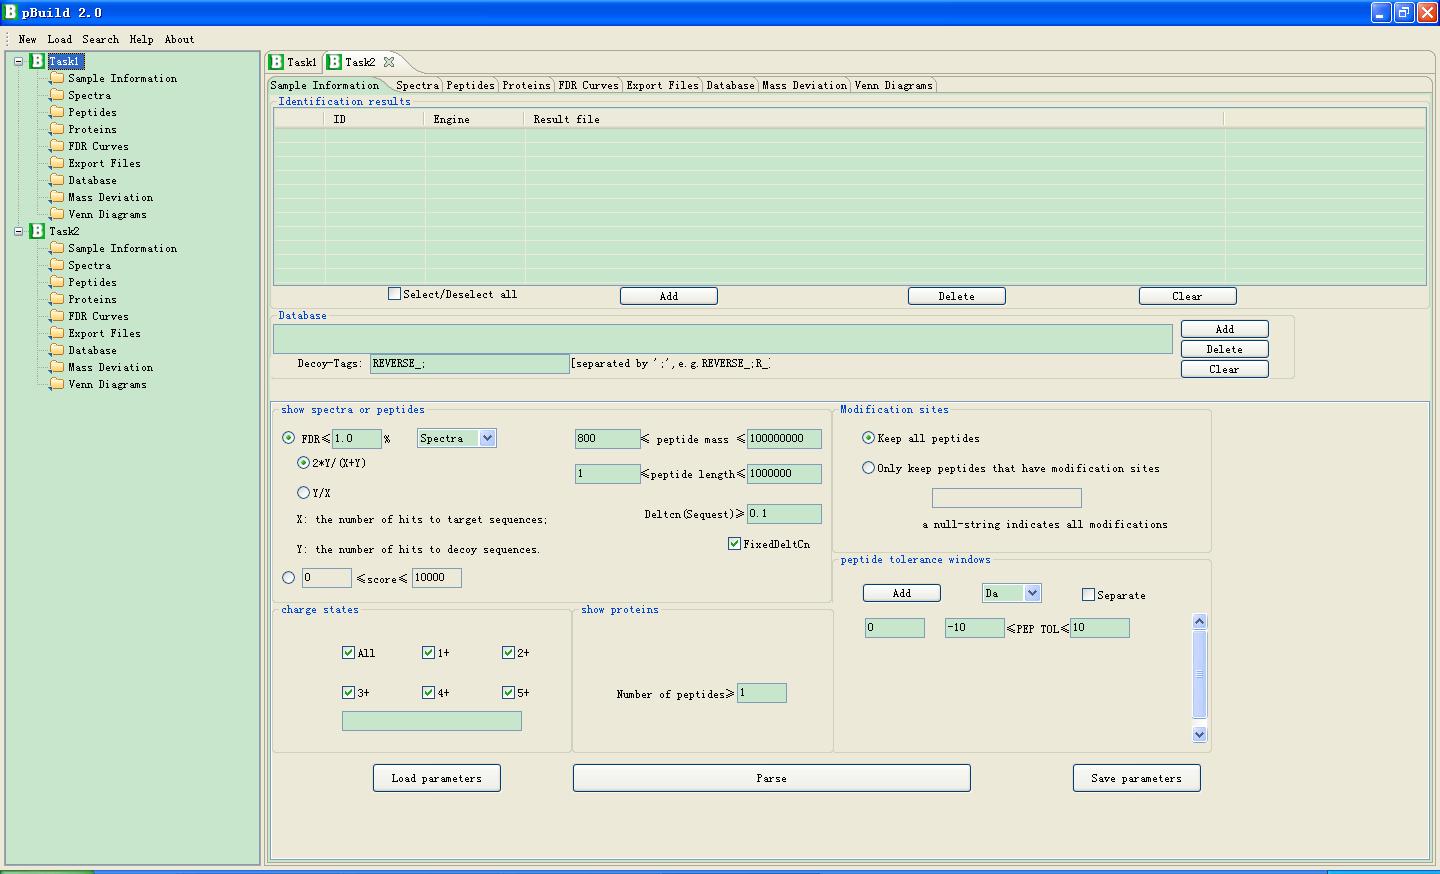 pBuild 2.0
New Load Search Help About
Task1
Sample Information
Spectra
Peptides
Proteins
FDR Curves
Export Files
Database
Mass Deviation
Venn Diagrams
Task2
Sample Information
Spectra
Peptides
Proteins
FDR Curves
Export Files
Database
Mass Deviation
Venn Diagrams
Task1 Task2
Sample Information Spectra Peptides Proteins FDR Curves Export Files Database Mass Deviation Venn Diagrams
Identification results
ID Engine Result file
Select/Deselect all Add Delete Clear
Database
Add
Delete
Clear
Decoy-Tags: REVERSE_; [separated by ';',e.g.REVERSE_;R_]
show spectra or peptides
FDR≤ 1.0 % Spectra
2*Y/(X+Y)
Y/X
X: the number of hits to target sequences;
Y: the number of hits to decoy sequences.
0 ≤score≤ 10000
800 ≤ peptide mass ≤ 100000000
1 ≤peptide length≤ 1000000
Deltcn(Sequest)≥ 0.1
FixedDeltCn
Modification sites
Keep all peptides
Only keep peptides that have modification sites
a null-string indicates all modifications
peptide tolerance windows
Add Da Separate
0 -10 ≤PEP TOL≤ 10
charge states
All 1+ 2+
3+ 4+ 5+
show proteins
Number of peptides≥ 1
Load parameters Parse Save parameters